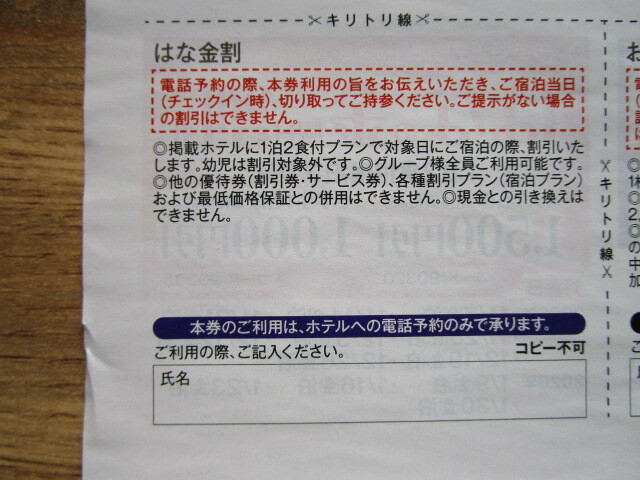 キリトリ線
はな金割
電話予約の際、本券利用の旨をお伝えいただき、ご宿泊当日
(チェックイン時)、切り取ってご持参ください。ご提示がない場合
の割引はできません。
◎掲載ホテルに1泊2食付プランで対象日にご宿泊の際、割引いた
します。幼児は割引対象外です。◎グループ様全員ご利用可能です。
◎他の優待券(割引券・サービス券)、各種割引プラン(宿泊プラン)
および最低価格保証との併用はできません。◎現金との引き換えは
できません。
本券のご利用は、ホテルへの電話予約のみで承ります。
ご利用の際、ご記入ください。
コピー不可
氏名
キリトリ線